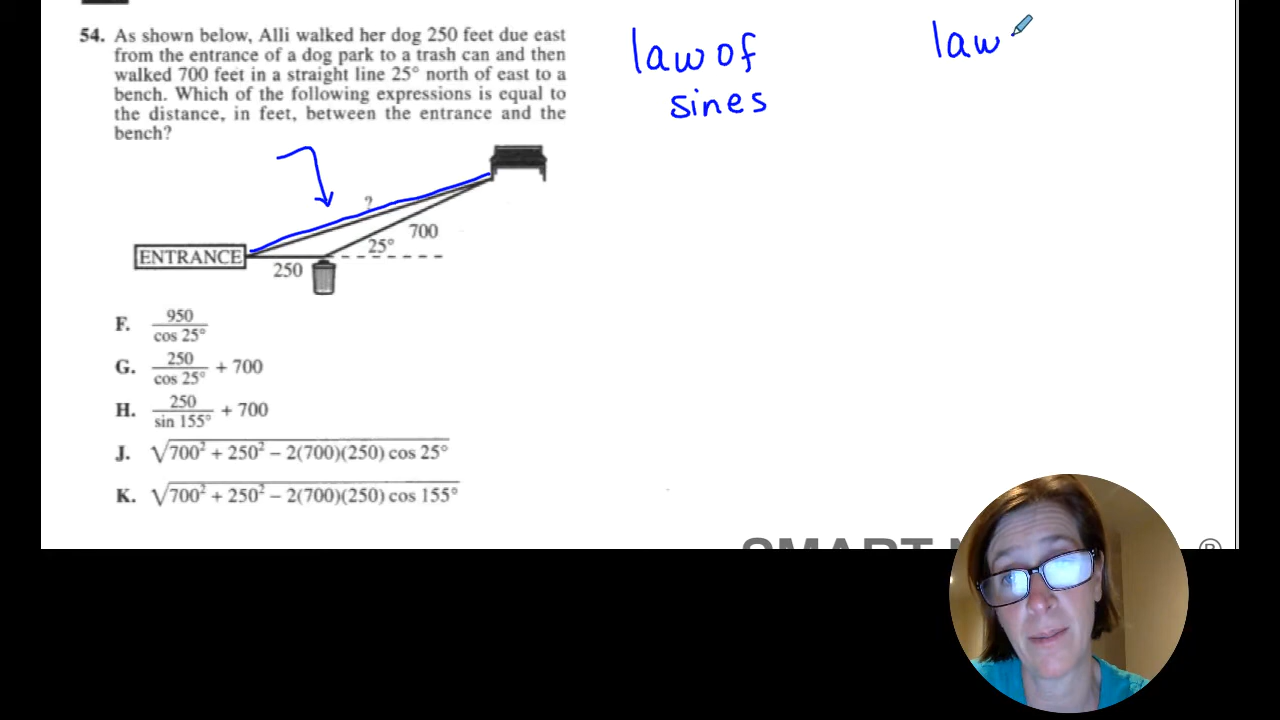 54. As shown below, Alli walked her dog 250 feet due east
from the entrance of a dog park to a trash can and then
walked 700 feet in a straight line 25° north of east to a
bench. Which of the following expressions is equal to
the distance, in feet, between the entrance and the
bench?
law of
sines
law
?
700
25°
ENTRANCE
250
F. 950 / cos 25°
G. 250 / cos 25° + 700
H. 250 / sin 155° + 700
J. √700² + 250² − 2(700)(250) cos 25°
K. √700² + 250² − 2(700)(250) cos 155°
®